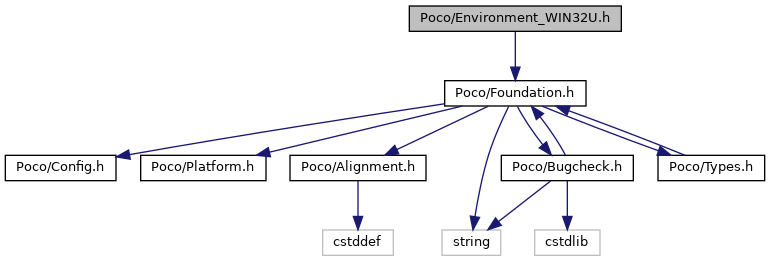 Poco/Environment_WIN32U.h
Poco/Foundation.h
Poco/Config.h
Poco/Platform.h
Poco/Alignment.h
Poco/Bugcheck.h
Poco/Types.h
cstddef
string
cstdlib